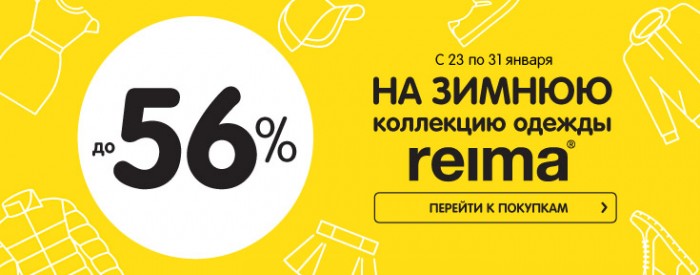 до 56%
С 23 по 31 января
НА ЗИМНЮЮ
КОЛЛЕКЦИЮ ОДЕЖДЫ
reima®
ПЕРЕЙТИ К ПОКУПКАМ >